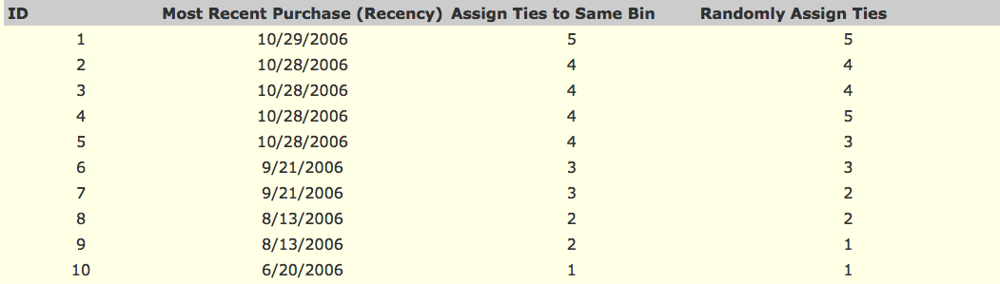 ID Most Recent Purchase (Recency) Assign Ties to Same Bin Randomly Assign Ties
1 10/29/2006 5 5
2 10/28/2006 4 4
3 10/28/2006 4 4
4 10/28/2006 4 5
5 10/28/2006 4 3
6 9/21/2006 3 3
7 9/21/2006 3 2
8 8/13/2006 2 2
9 8/13/2006 2 1
10 6/20/2006 1 1